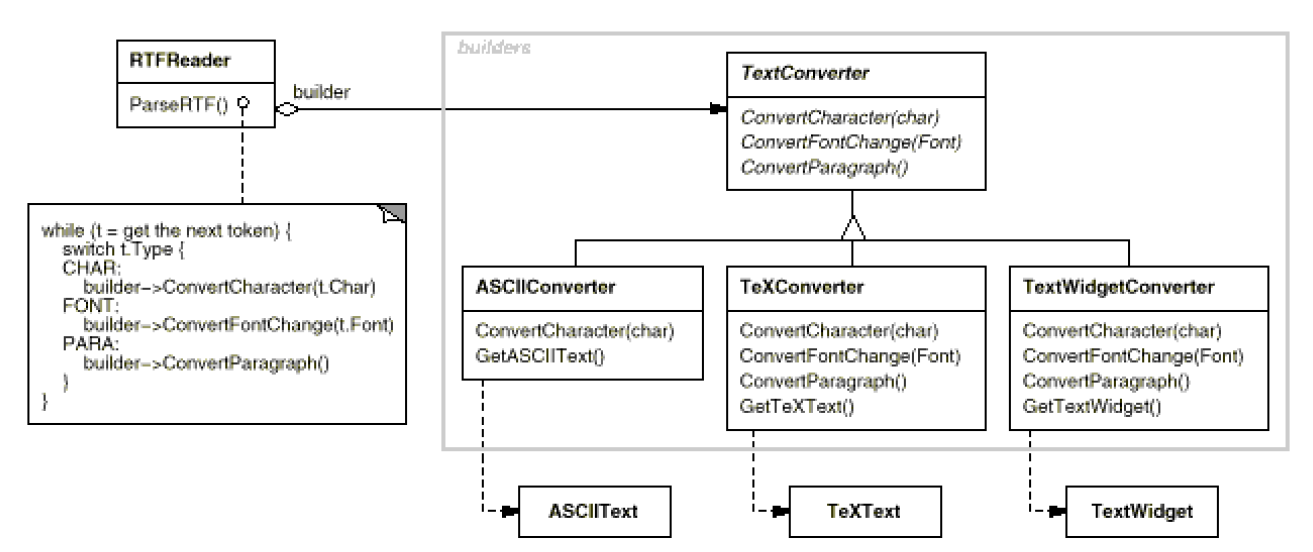 RTFReader
ParseRTF()
builder
builders
TextConverter
ConvertCharacter(char)
ConvertFontChange(Font)
ConvertParagraph()
while (t = get the next token) {
switch t.Type {
CHAR:
builder->ConvertCharacter(t.Char)
FONT:
builder->ConvertFontChange(t.Font)
PARA:
builder->ConvertParagraph()
}
}
ASCIIConverter
ConvertCharacter(char)
GetASCIIText()
TeXConverter
ConvertCharacter(char)
ConvertFontChange(Font)
ConvertParagraph()
GetTeXText()
TextWidgetConverter
ConvertCharacter(char)
ConvertFontChange(Font)
ConvertParagraph()
GetTextWidget()
ASCIIText
TeXText
TextWidget